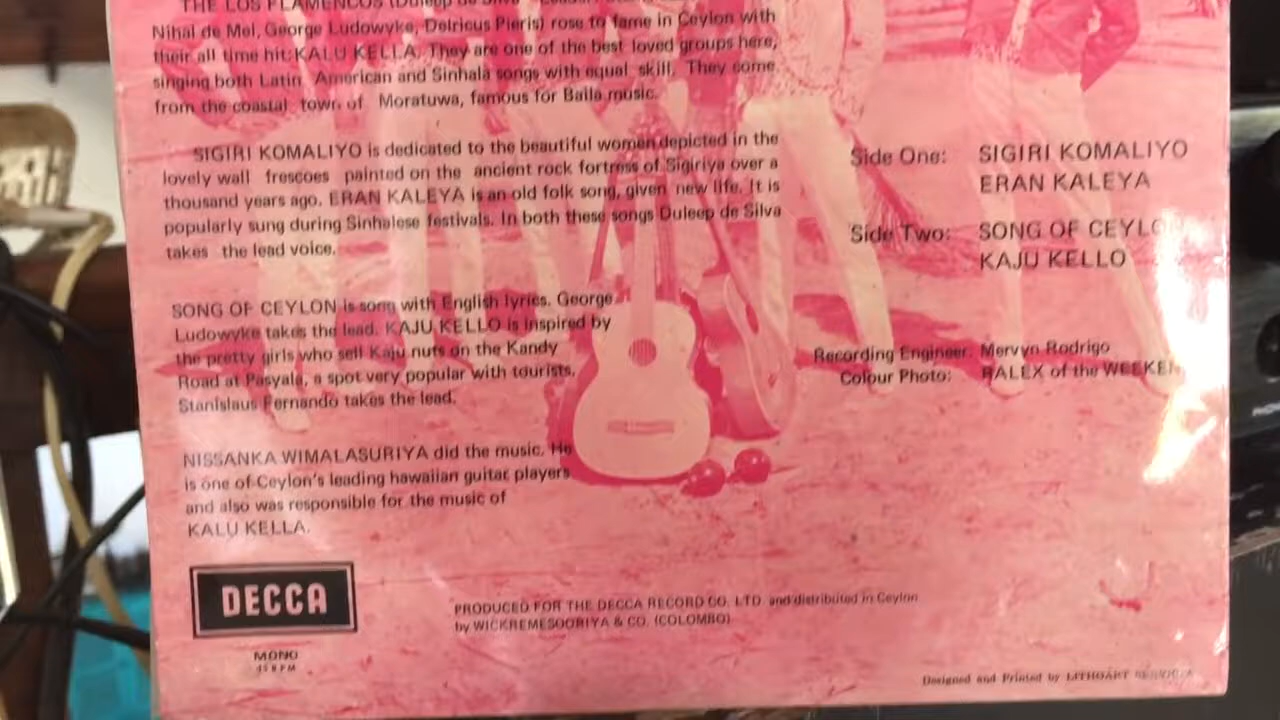 THE LOS FLAMENCOS (Duleep de Silva
Nihal de Mel, George Ludowyke, Delricus Pieris) rose to fame in Ceylon with
their all time hit: KALU KELLA. They are one of the best loved groups here,
singing both Latin American and Sinhala songs with equal skill. They come
from the coastal town of Moratuwa, famous for Baila music.
SIGIRI KOMALIYO is dedicated to the beautiful women depicted in the
lovely wall frescoes painted on the ancient rock fortress of Sigiriya over a
thousand years ago. ERAN KALEYA is an old folk song, given new life. It is
popularly sung during Sinhalese festivals. In both these songs Duleep de Silva
takes the lead voice.
SONG OF CEYLON is song with English lyrics. George
Ludowyke takes the lead. KAJU KELLO is inspired by
the pretty girls who sell Kaju nuts on the Kandy
Road at Pasyala, a spot very popular with tourists.
Stanislaus Fernando takes the lead.
NISSANKA WIMALASURIYA did the music. He
is one of Ceylon's leading hawaiian guitar players
and also was responsible for the music of
KALU KELLA.
Side One: SIGIRI KOMALIYO
ERAN KALEYA
Side Two: SONG OF CEYLO
KAJU KELLO
Recording Engineer: Mervyn Rodrigo
Colour Photo: RALEX of the WEEKEN
DECCA
MONO
45 RPM
PRODUCED FOR THE DECCA RECORD CO. LTD. and distributed in Ceylon
by WICKREMESOORIYA & CO. (COLOMBO)
Designed and Printed by LITHOART